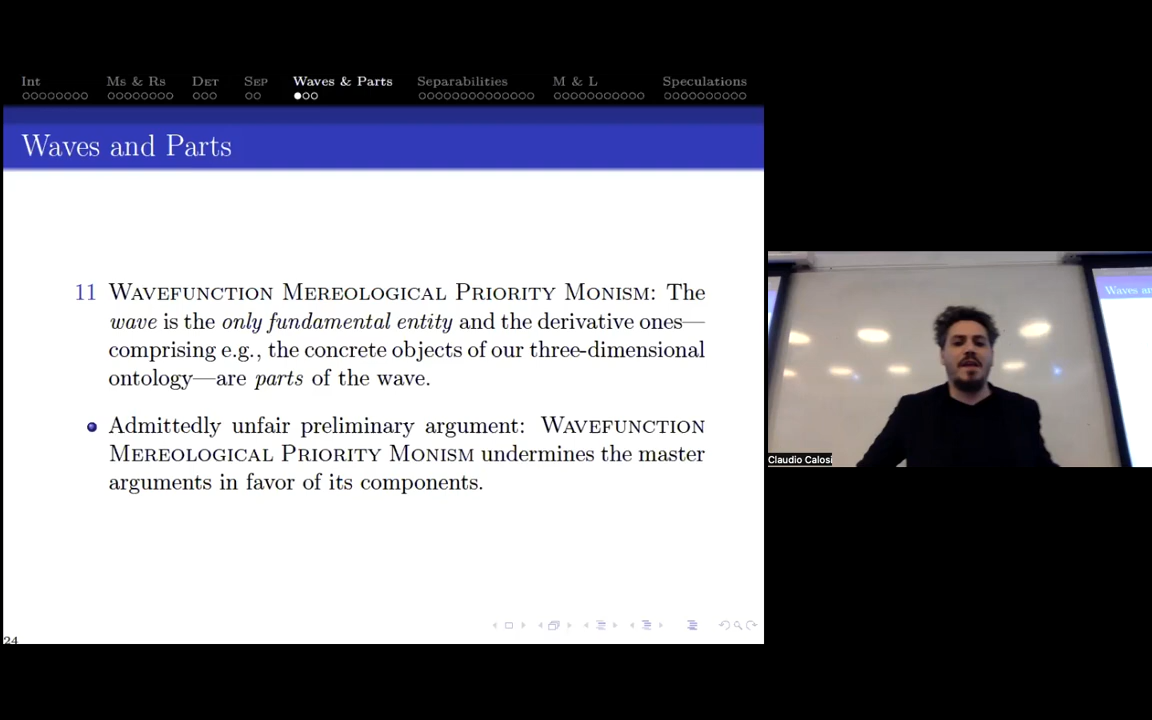 Int Ms & Rs Det Sep Waves & Parts Separabilities M & L Speculations
Waves and Parts
11 Wavefunction Mereological Priority Monism: The
wave is the only fundamental entity and the derivative ones—
comprising e.g., the concrete objects of our three-dimensional
ontology—are parts of the wave.
Admittedly unfair preliminary argument: Wavefunction
Mereological Priority Monism undermines the master
arguments in favor of its components.
24
Waves an
Claudio Calosi